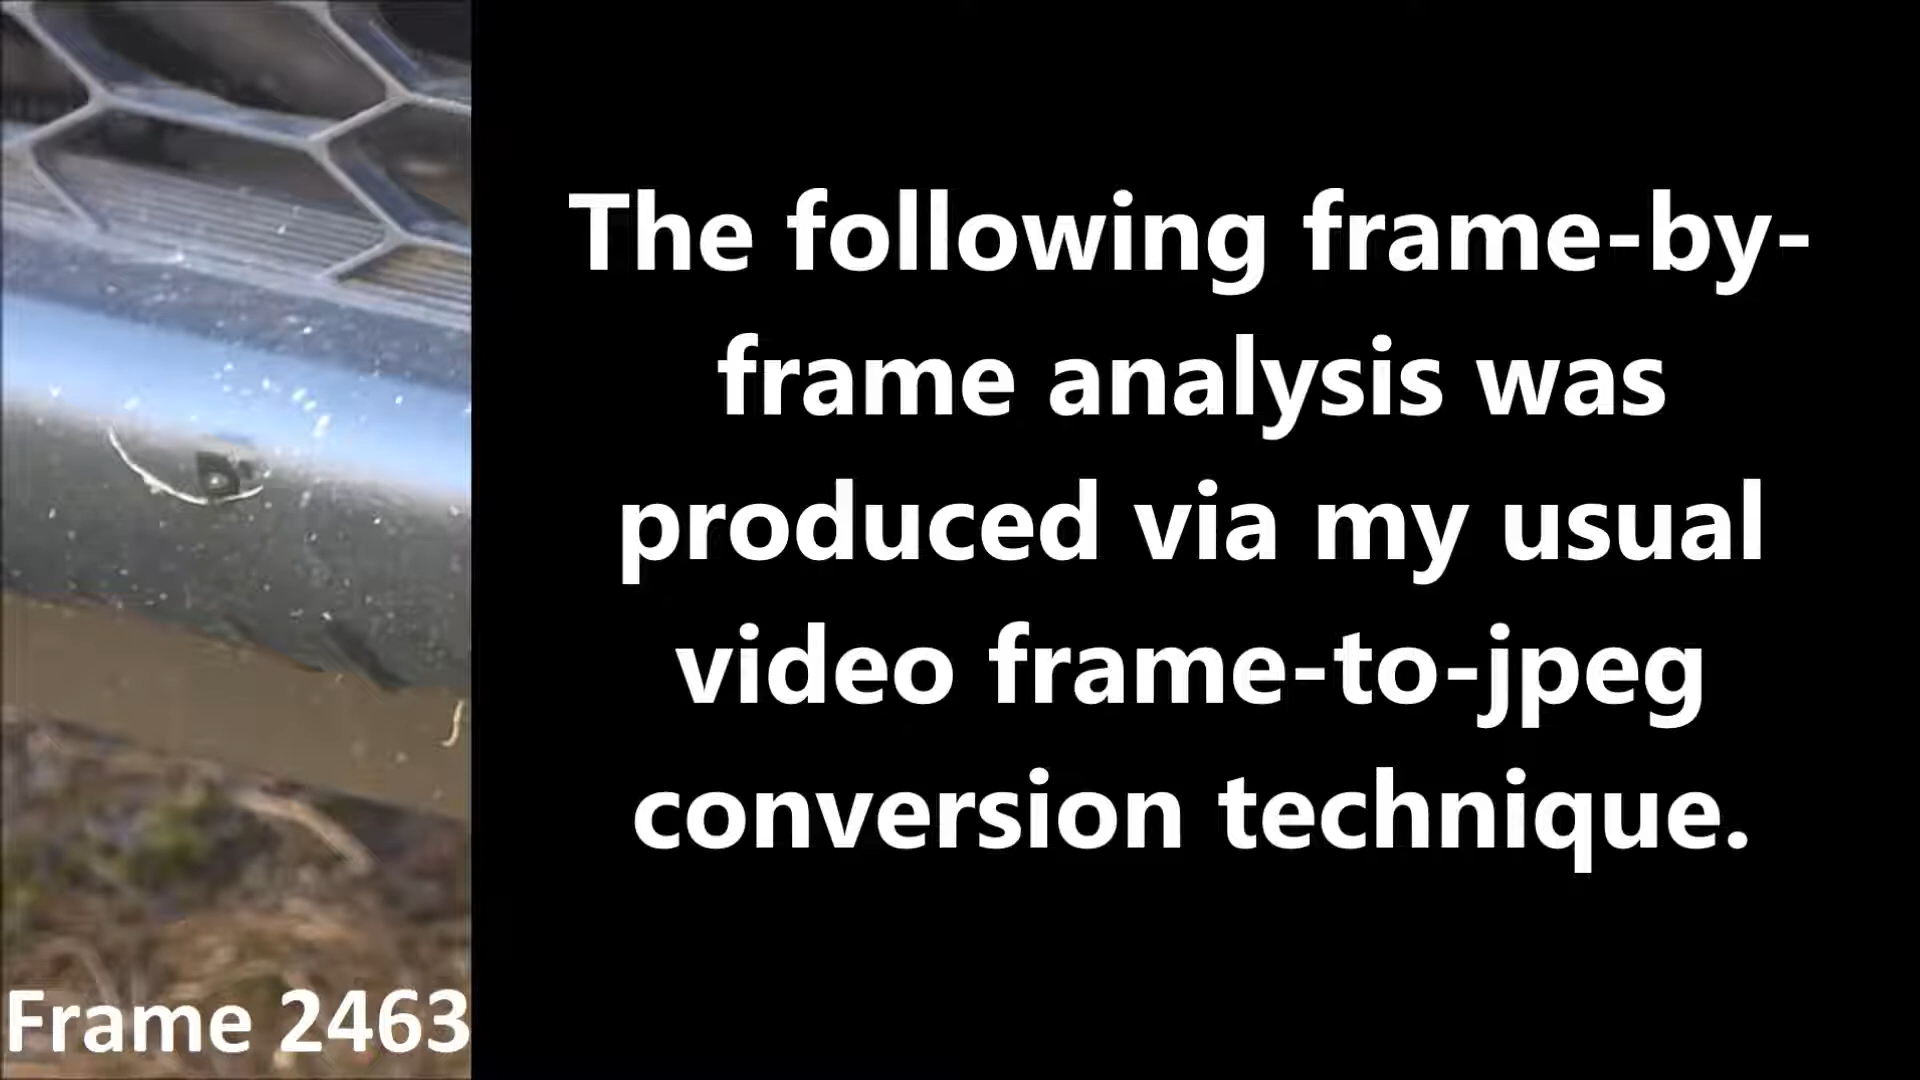 The following frame-by-
frame analysis was
produced via my usual
video frame-to-jpeg
conversion technique.
Frame 2463